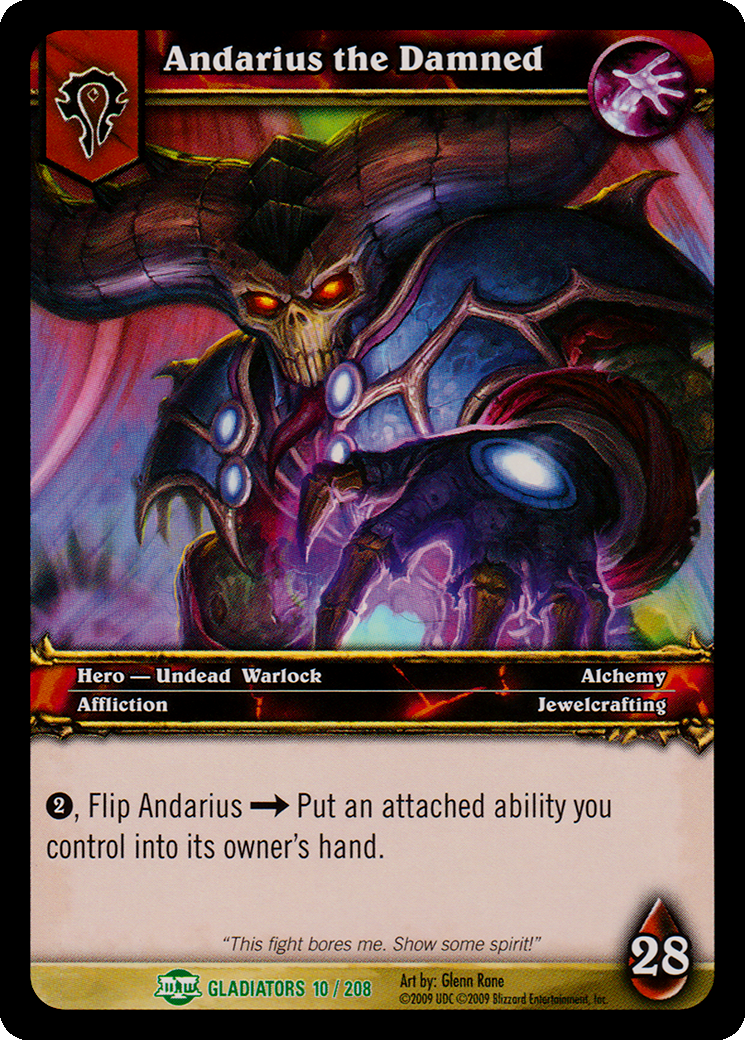 Andarius the Damned
Hero — Undead Warlock Alchemy
Affliction Jewelcrafting
2, Flip Andarius → Put an attached ability you
control into its owner's hand.
"This fight bores me. Show some spirit!"
28
GLADIATORS 10 / 208
Art by: Glenn Rane
©2009 UDC ©2009 Blizzard Entertainment, Inc.